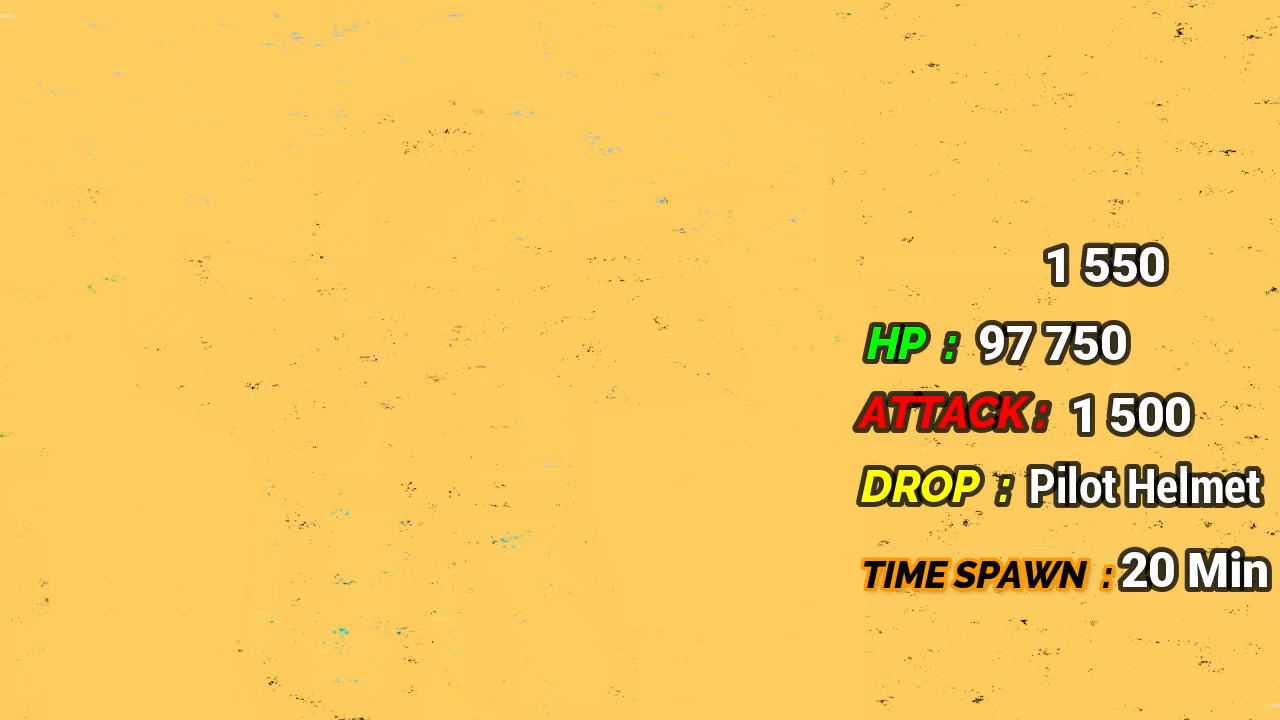 1 550
HP : 97 750
ATTACK : 1 500
DROP : Pilot Helmet
TIME SPAWN : 20 Min